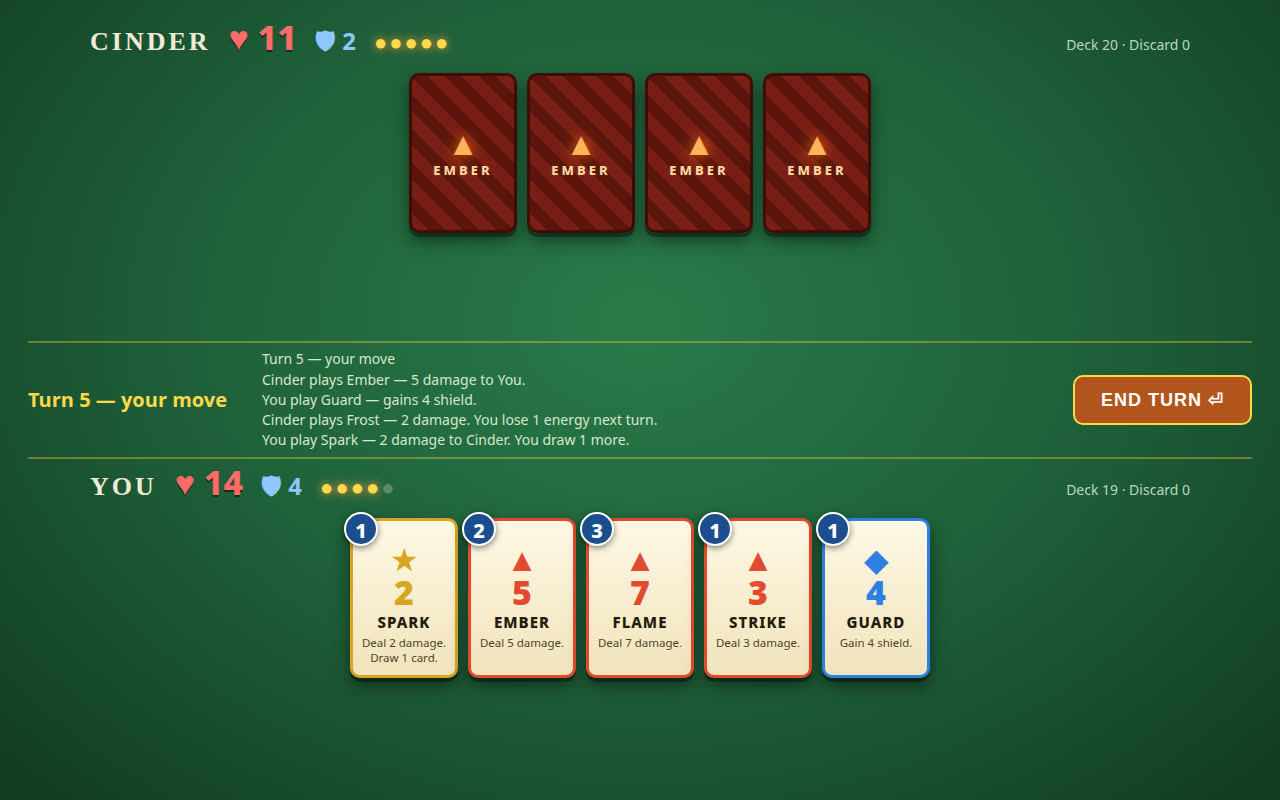 CINDER ♥ 11 2
Deck 20 · Discard 0
EMBER
EMBER
EMBER
EMBER
Turn 5 — your move
Turn 5 — your move
Cinder plays Ember — 5 damage to You.
You play Guard — gains 4 shield.
Cinder plays Frost — 2 damage. You lose 1 energy next turn.
You play Spark — 2 damage to Cinder. You draw 1 more.
END TURN ⏎
YOU ♥ 14 4
Deck 19 · Discard 0
1
★
2
SPARK
Deal 2 damage.
Draw 1 card.
2
▲
5
EMBER
Deal 5 damage.
3
▲
7
FLAME
Deal 7 damage.
1
▲
3
STRIKE
Deal 3 damage.
1
◆
4
GUARD
Gain 4 shield.